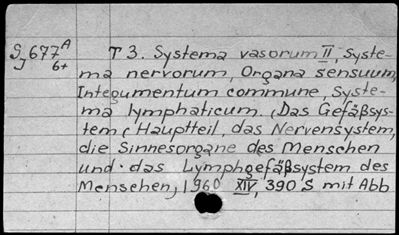 S, 677 A T 3. Systema vasorum II, Syste-
6+ ma nervorum, Organa sensuum,
Integumentum commune, Syste-
ma lymphaticum. (Das Gefäßsys-
tem (Hauptteil, das Nervensystem,
die Sinnesorgane des Menschen
und das Lymphgefäßsystem des
Menschen, 1960 XIV, 390 S mit Abb